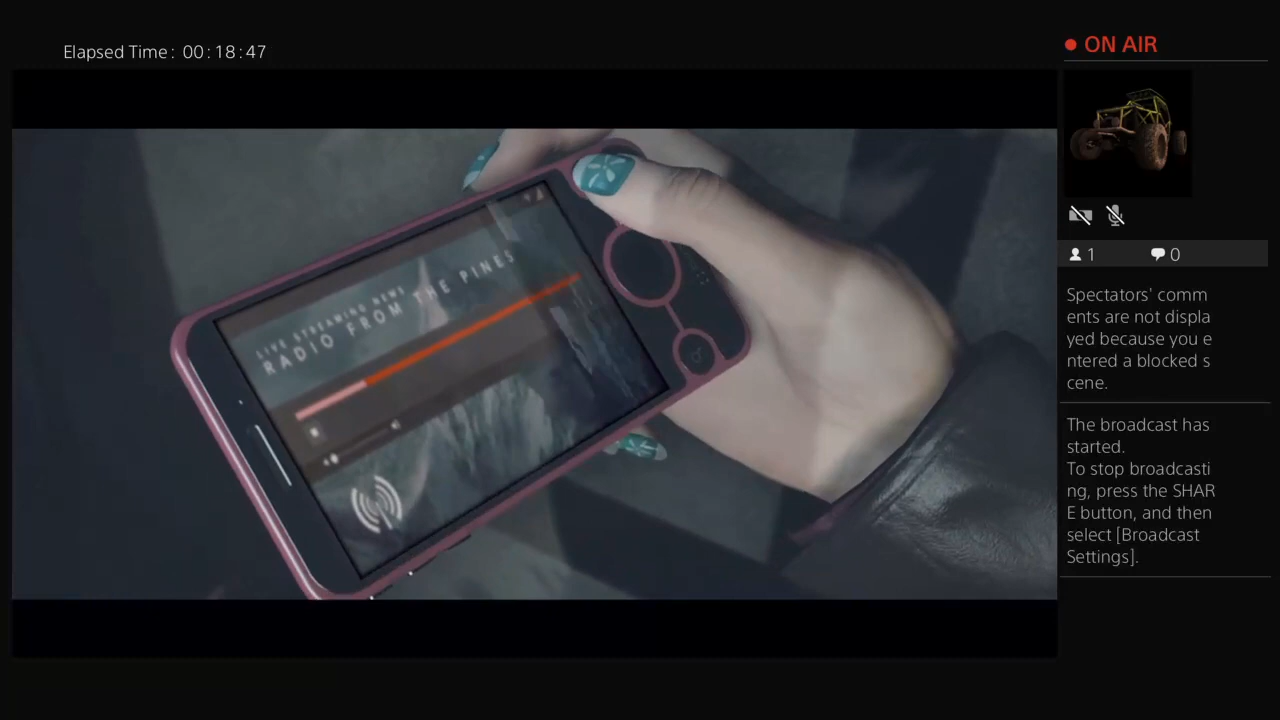 Elapsed Time: 00:18:47
ON AIR
1
0
LIVE STREAMING NEWS
RADIO FROM THE PINES
Spectators' comm
ents are not displa
yed because you e
ntered a blocked s
cene.
The broadcast has
started.
To stop broadcasti
ng, press the SHAR
E button, and then
select [Broadcast
Settings].